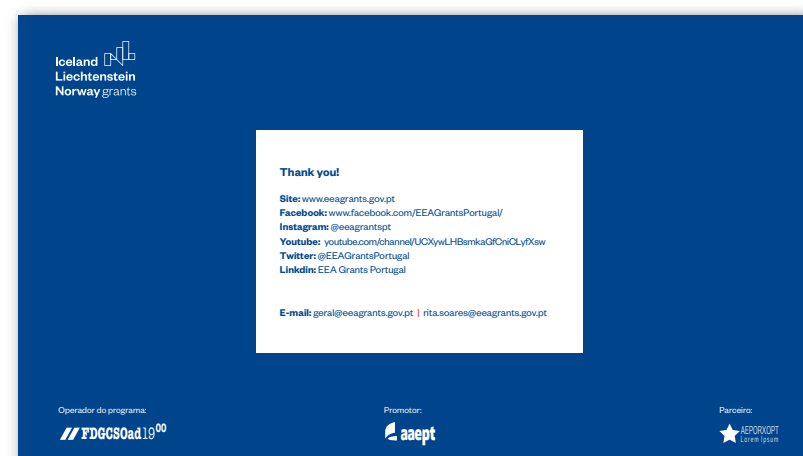 Iceland
Liechtenstein
Norway grants
Thank you!
Site: www.eeagrants.gov.pt
Facebook: www.facebook.com/EEAGrantsPortugal/
Instagram: @eeagrantspt
Youtube: youtube.com/channel/UCXywLHBsmkaGfCniCLyfXsw
Twitter: @EEAGrantsPortugal
Linkdin: EEA Grants Portugal
E-mail: geral@eeagrants.gov.pt | rita.soares@eeagrants.gov.pt
Operador do programa:
FDGCSOad1900
Promotor:
aaept
Parceiro:
AEPORXOPT
Lorem Ipsum